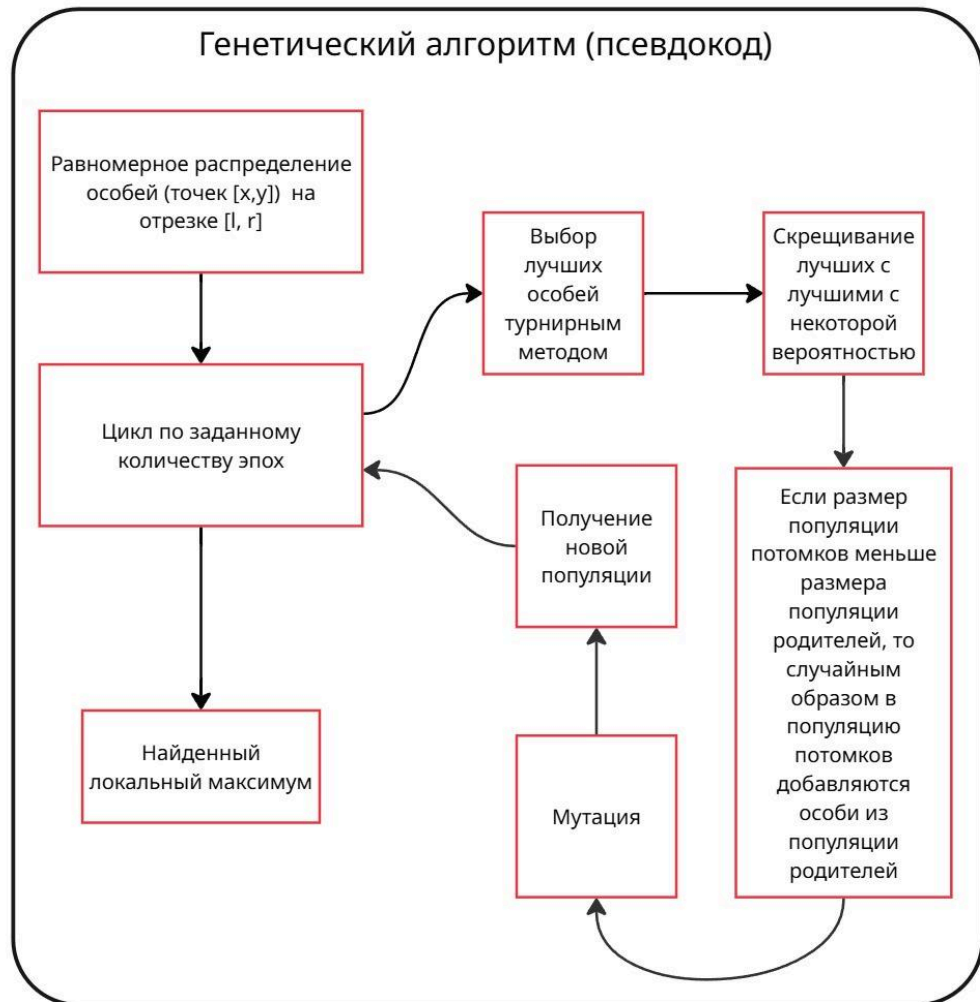 Генетический алгоритм (псевдокод)
Равномерное распределение
особей (точек [x,y]) на
отрезке [l, r]
Выбор
лучших
особей
турнирным
методом
Скрещивание
лучших с
лучшими с
некоторой
вероятностью
Цикл по заданному
количеству эпох
Получение
новой
популяции
Если размер
популяции
потомков меньше
размера
популяции
родителей, то
случайным
образом в
популяцию
потомков
добавляются
особи из
популяции
родителей
Найденный
локальный максимум
Мутация